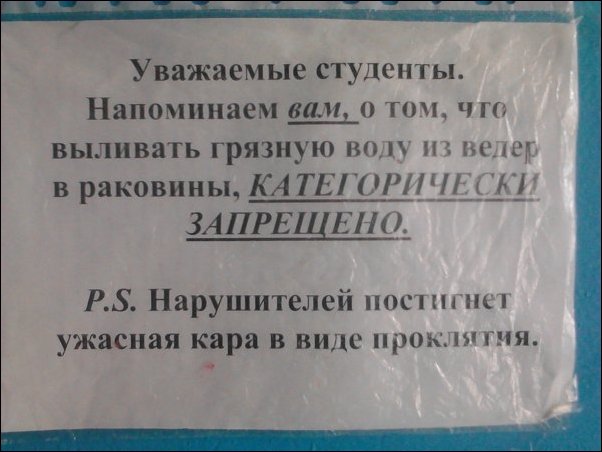 Уважаемые студенты.
Напоминаем вам, о том, что
выливать грязную воду из ведер
в раковины, КАТЕГОРИЧЕСКИ
ЗАПРЕЩЕНО.
P.S. Нарушителей постигнет
ужасная кара в виде проклятия.